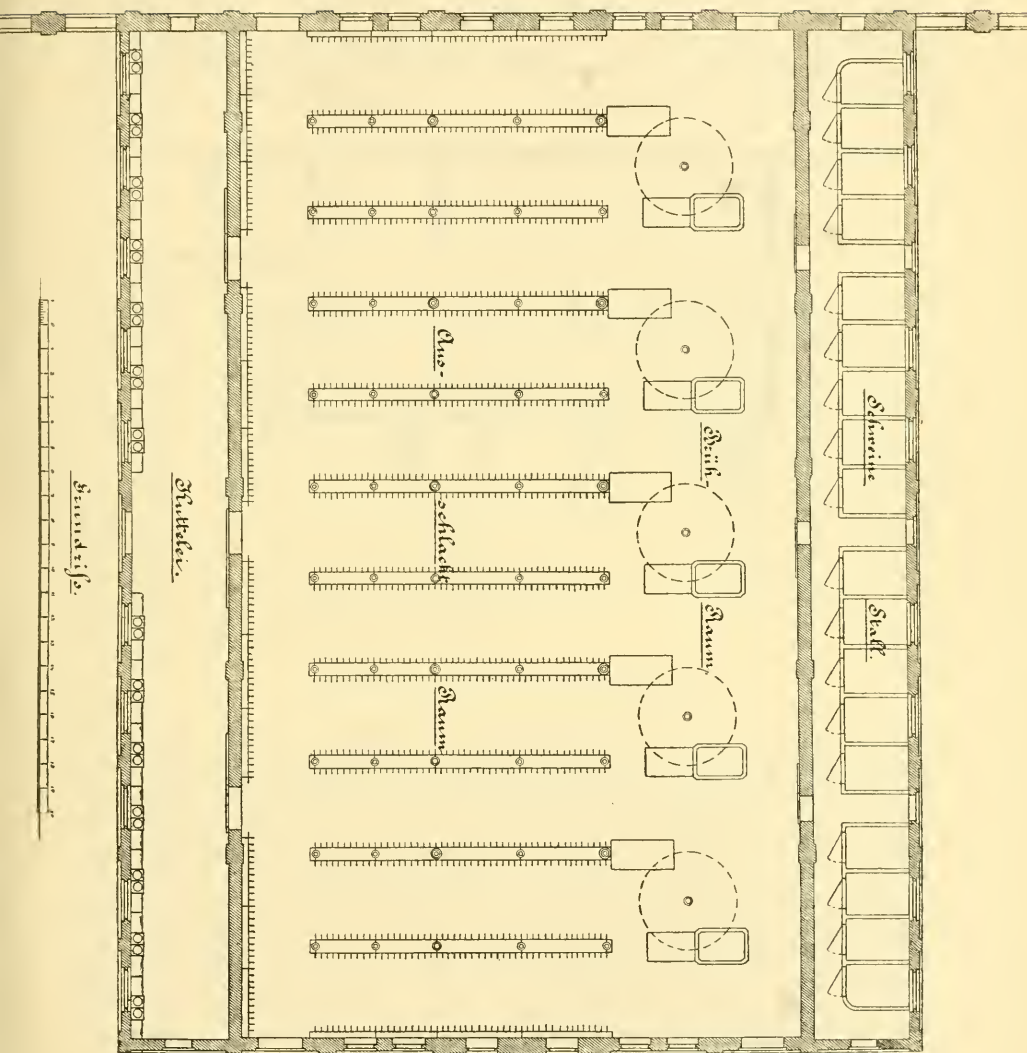 Schweine Stall.
Brüh- Raum
Aus- schlacht Raum
Kuttelei.
Grundriſs.